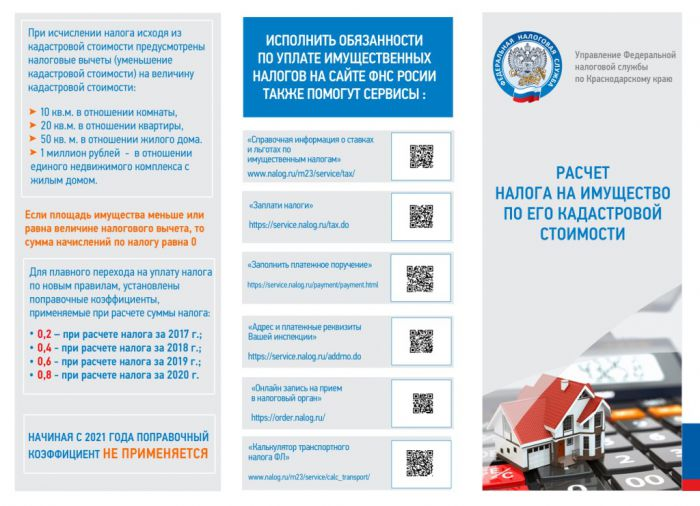 При исчислении налога исходя из
кадастровой стоимости предусмотрены
налоговые вычеты (уменьшение
кадастровой стоимости) на величину
кадастровой стоимости:
➤ 10 кв.м. в отношении комнаты,
➤ 20 кв.м. в отношении квартиры,
➤ 50 кв. м. в отношении жилого дома.
➤ 1 миллион рублей - в отношении
единого недвижимого комплекса с
жилым домом.
Если площадь имущества меньше или
равна величине налогового вычета, то
сумма начислений по налогу равна 0
Для плавного перехода на уплату налога
по новым правилам, установлены
поправочные коэффициенты,
применяемые при расчете суммы налога:
• 0,2 – при расчете налога за 2017 г.;
• 0,4 – при расчете налога за 2018 г.;
• 0,6 – при расчете налога за 2019 г.;
• 0,8 – при расчете налога за 2020 г.
НАЧИНАЯ С 2021 ГОДА ПОПРАВОЧНЫЙ
КОЭФФИЦИЕНТ НЕ ПРИМЕНЯЕТСЯ
ИСПОЛНИТЬ ОБЯЗАННОСТИ
ПО УПЛАТЕ ИМУЩЕСТВЕННЫХ
НАЛОГОВ НА САЙТЕ ФНС РОСИИ
ТАКЖЕ ПОМОГУТ СЕРВИСЫ :
«Справочная информация о ставках
и льготах по
имущественным налогам»
www.nalog.ru/rn23/service/tax/
«Заплати налоги»
https://service.nalog.ru/tax.do
«Заполнить платежное поручение»
https://service.nalog.ru/payment/payment.html
«Адрес и платежные реквизиты
Вашей инспекции»
https://service.nalog.ru/addrno.do
«Онлайн запись на прием
в налоговый орган»
https://order.nalog.ru/
«Калькулятор транспортного
налога ФЛ»
www.nalog.ru/rn23/service/calc_transport/
ФЕДЕРАЛЬНАЯ НАЛОГОВАЯ СЛУЖБА
Управление Федеральной
налоговой службы
по Краснодарскому краю
РАСЧЕТ
НАЛОГА НА ИМУЩЕСТВО
ПО ЕГО КАДАСТРОВОЙ
СТОИМОСТИ